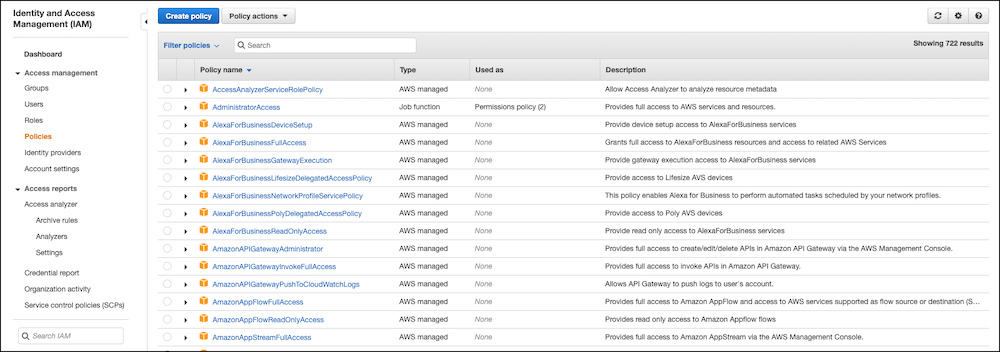 Identity and Access
Management (IAM)
Dashboard
Access management
Groups
Users
Roles
Policies
Identity providers
Account settings
Access reports
Access analyzer
Archive rules
Analyzers
Settings
Credential report
Organization activity
Service control policies (SCPs)
Search IAM
Create policy Policy actions
Filter policies Search Showing 722 results
Policy name Type Used as Description
AccessAnalyzerServiceRolePolicy AWS managed None Allow Access Analyzer to analyze resource metadata
AdministratorAccess Job function Permissions policy (2) Provides full access to AWS services and resources.
AlexaForBusinessDeviceSetup AWS managed None Provide device setup access to AlexaForBusiness services
AlexaForBusinessFullAccess AWS managed None Grants full access to AlexaForBusiness resources and access to related AWS Services
AlexaForBusinessGatewayExecution AWS managed None Provide gateway execution access to AlexaForBusiness services
AlexaForBusinessLifesizeDelegatedAccessPolicy AWS managed None Provide access to Lifesize AVS devices
AlexaForBusinessNetworkProfileServicePolicy AWS managed None This policy enables Alexa for Business to perform automated tasks scheduled by your network profiles.
AlexaForBusinessPolyDelegatedAccessPolicy AWS managed None Provide access to Poly AVS devices
AlexaForBusinessReadOnlyAccess AWS managed None Provide read only access to AlexaForBusiness services
AmazonAPIGatewayAdministrator AWS managed None Provides full access to create/edit/delete APIs in Amazon API Gateway via the AWS Management Console.
AmazonAPIGatewayInvokeFullAccess AWS managed None Provides full access to invoke APIs in Amazon API Gateway.
AmazonAPIGatewayPushToCloudWatchLogs AWS managed None Allows API Gateway to push logs to user's account.
AmazonAppFlowFullAccess AWS managed None Provides full access to Amazon AppFlow and access to AWS services supported as flow source or destination (S...
AmazonAppFlowReadOnlyAccess AWS managed None Provides read only access to Amazon Appflow flows
AmazonAppStreamFullAccess AWS managed None Provides full access to Amazon AppStream via the AWS Management Console.